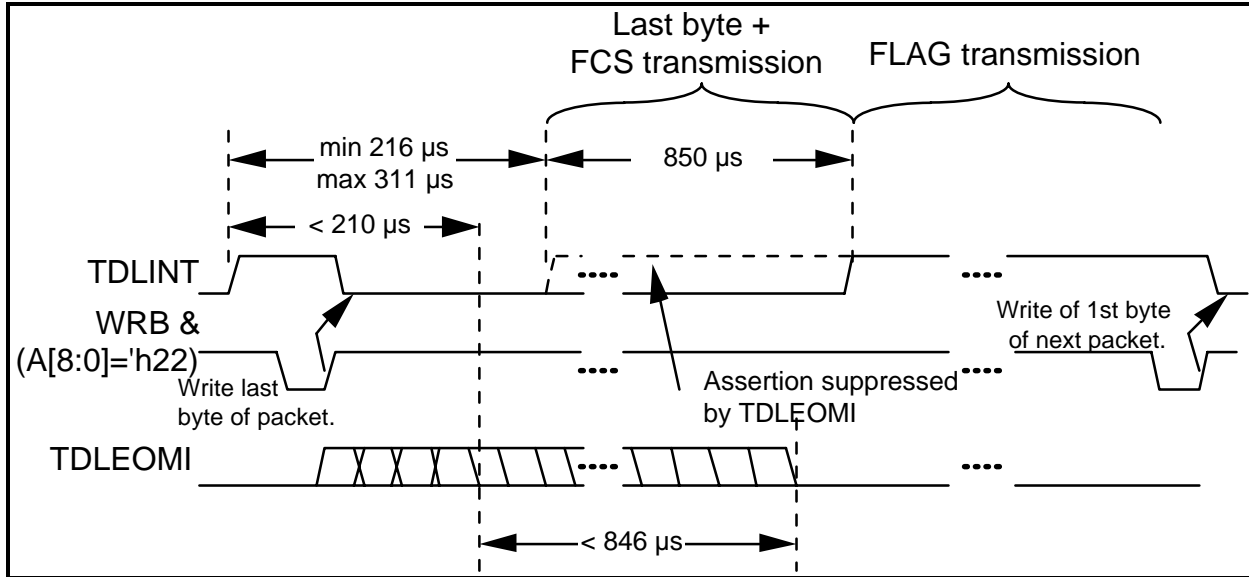 Last byte +
FCS transmission
FLAG transmission
min 216 µs
max 311 µs
850 µs
< 210 µs
TDLINT
WRB &
(A[8:0]='h22)
Write last
byte of packet.
Assertion suppressed
by TDLEOMI
Write of 1st byte
of next packet.
TDLEOMI
< 846 µs